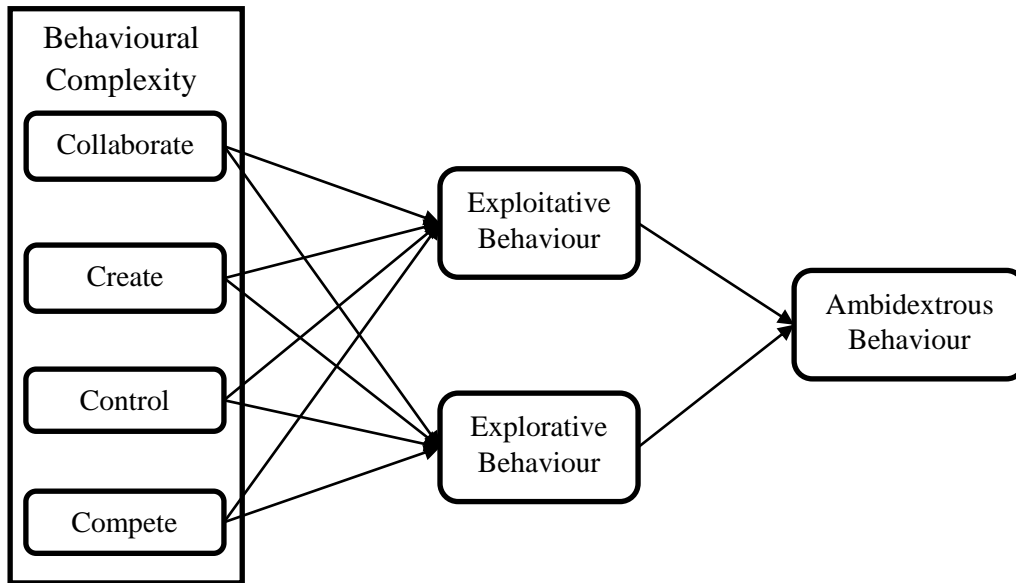 Behavioural
Complexity
Collaborate
Create
Control
Compete
Exploitative
Behaviour
Explorative
Behaviour
Ambidextrous
Behaviour